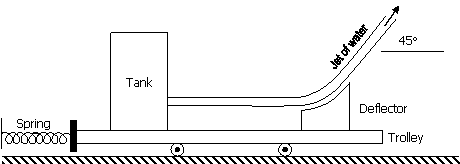 Jet of water
45°
Tank
Deflector
Spring
Trolley